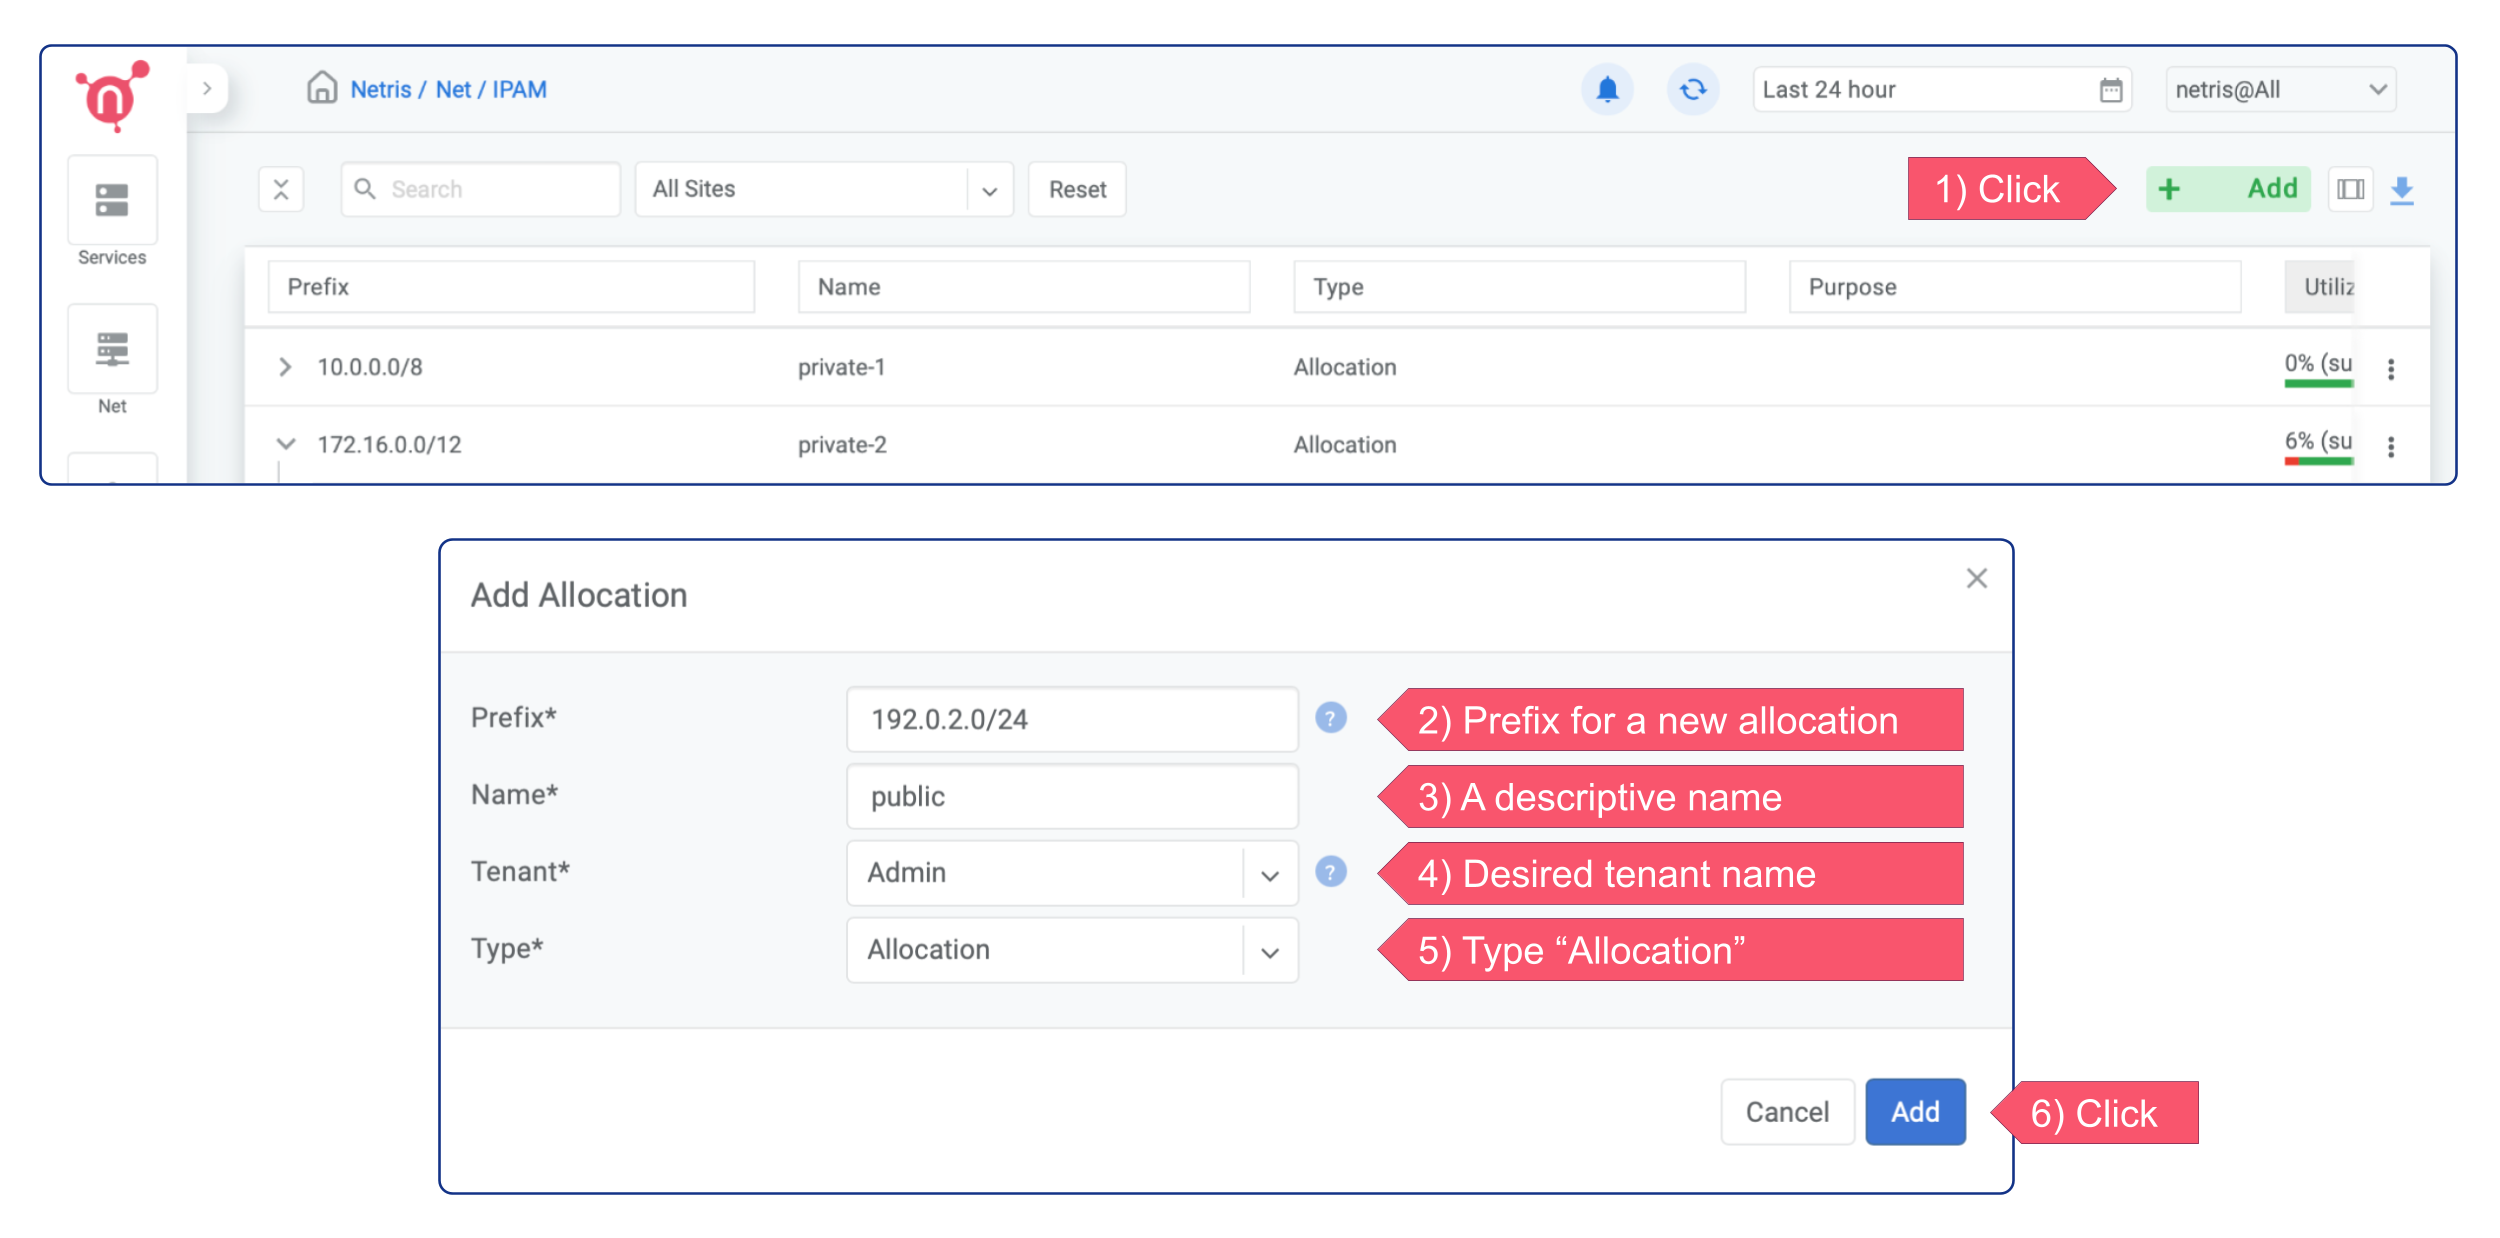 Netris / Net / IPAM
Last 24 hour
netris@All
Search
All Sites
Reset
1) Click
+ Add
Services
Net
Prefix
Name
Type
Purpose
Utiliz
10.0.0.0/8
private-1
Allocation
0% (su
172.16.0.0/12
private-2
Allocation
6% (su
Add Allocation
Prefix*
192.0.2.0/24
?
2) Prefix for a new allocation
Name*
public
3) A descriptive name
Tenant*
Admin
?
4) Desired tenant name
Type*
Allocation
5) Type “Allocation”
Cancel
Add
6) Click